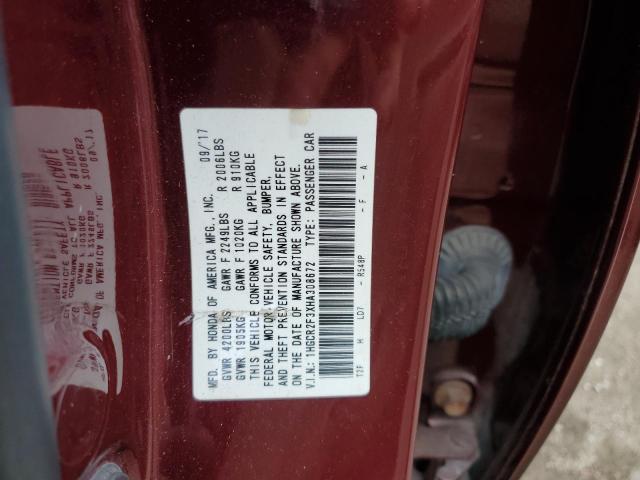 MFD. BY HONDA OF AMERICA MFG., INC. 09/17
GVWR 4200LBS GAWR F 2249LBS R 2006LBS
GVWR 1905KG GAWR F 1020KG R 910KG
THIS VEHICLE CONFORMS TO ALL APPLICABLE
FEDERAL MOTOR-VEHICLE SAFETY, BUMPER,
AND THEFT PREVENTION STANDARDS IN EFFECT
ON THE DATE OF MANUFACTURE SHOWN ABOVE.
V.I.N.: 1HGCR2F3XHA308672 TYPE: PASSENGER CAR
T2F H LD7 - R548P - F - A